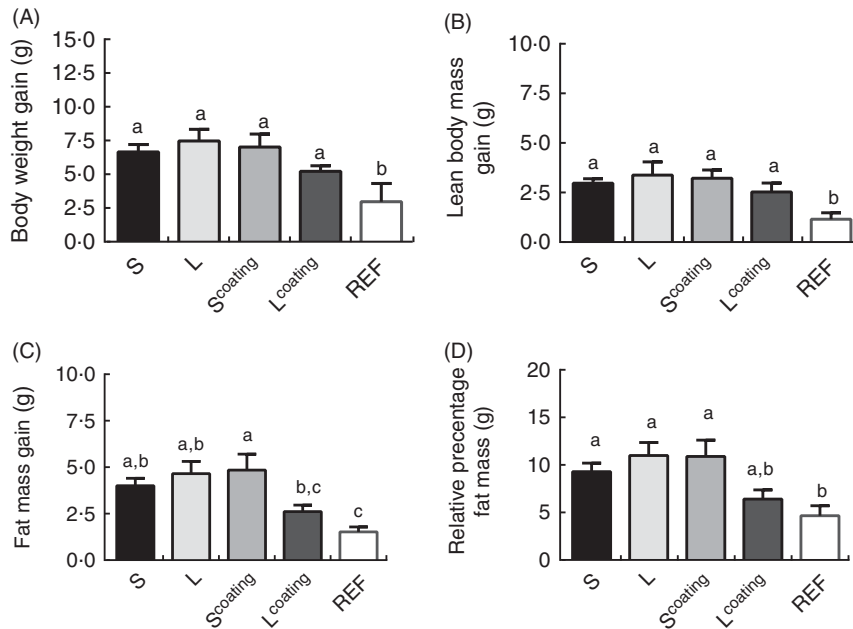 (A)
Body weight gain (g)
15·0
12·5
10·0
7·5
5·0
2·5
0·0
a
a
a
a
b
S
L
Scoating
Lcoating
REF
(B)
Lean body mass
gain (g)
10·0
7·5
5·0
2·5
0·0
a
a
a
a
b
S
L
Scoating
Lcoating
REF
(C)
Fat mass gain (g)
10·0
7·5
5·0
2·5
0·0
a,b
a,b
a
b,c
c
S
L
Scoating
Lcoating
REF
(D)
Relative precentage
fat mass (g)
20
15
10
5
0
a
a
a
a,b
b
S
L
Scoating
Lcoating
REF